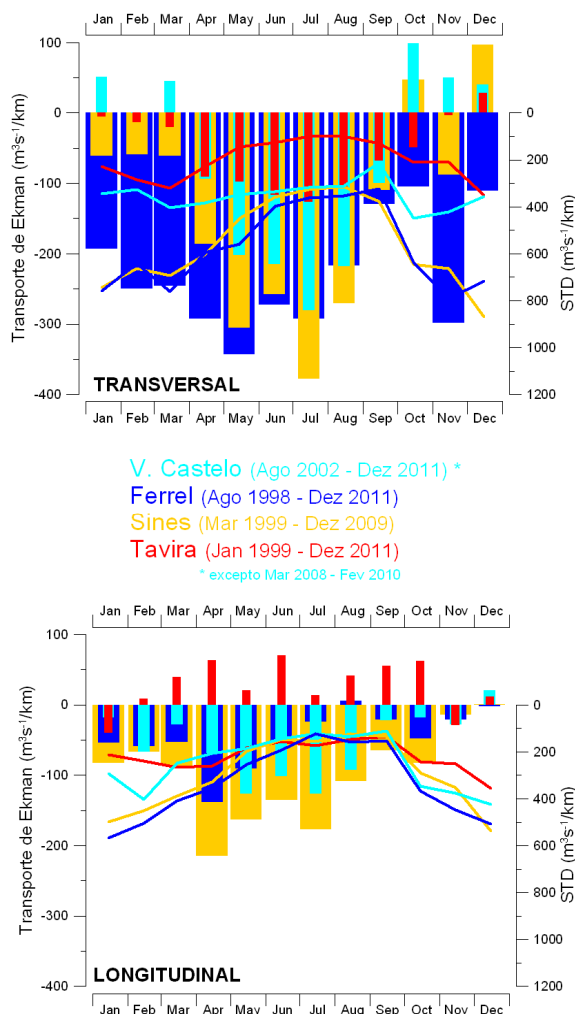 Jan Feb Mar Apr May Jun Jul Aug Sep Oct Nov Dec
100
0
-100
-200
-300
-400
Transporte de Ekman (m³s⁻¹/km)
0
200
400
600
800
1000
1200
STD (m³s⁻¹/km)
TRANSVERSAL
Jan Feb Mar Apr May Jun Jul Aug Sep Oct Nov Dec
V. Castelo (Ago 2002 - Dez 2011) *
Ferrel (Ago 1998 - Dez 2011)
Sines (Mar 1999 - Dez 2009)
Tavira (Jan 1999 - Dez 2011)
* excepto Mar 2008 - Fev 2010
Jan Feb Mar Apr May Jun Jul Aug Sep Oct Nov Dec
100
0
-100
-200
-300
-400
Transporte de Ekman (m³s⁻¹/km)
0
200
400
600
800
1000
1200
STD (m³s⁻¹/km)
LONGITUDINAL
Jan Feb Mar Apr May Jun Jul Aug Sep Oct Nov Dec